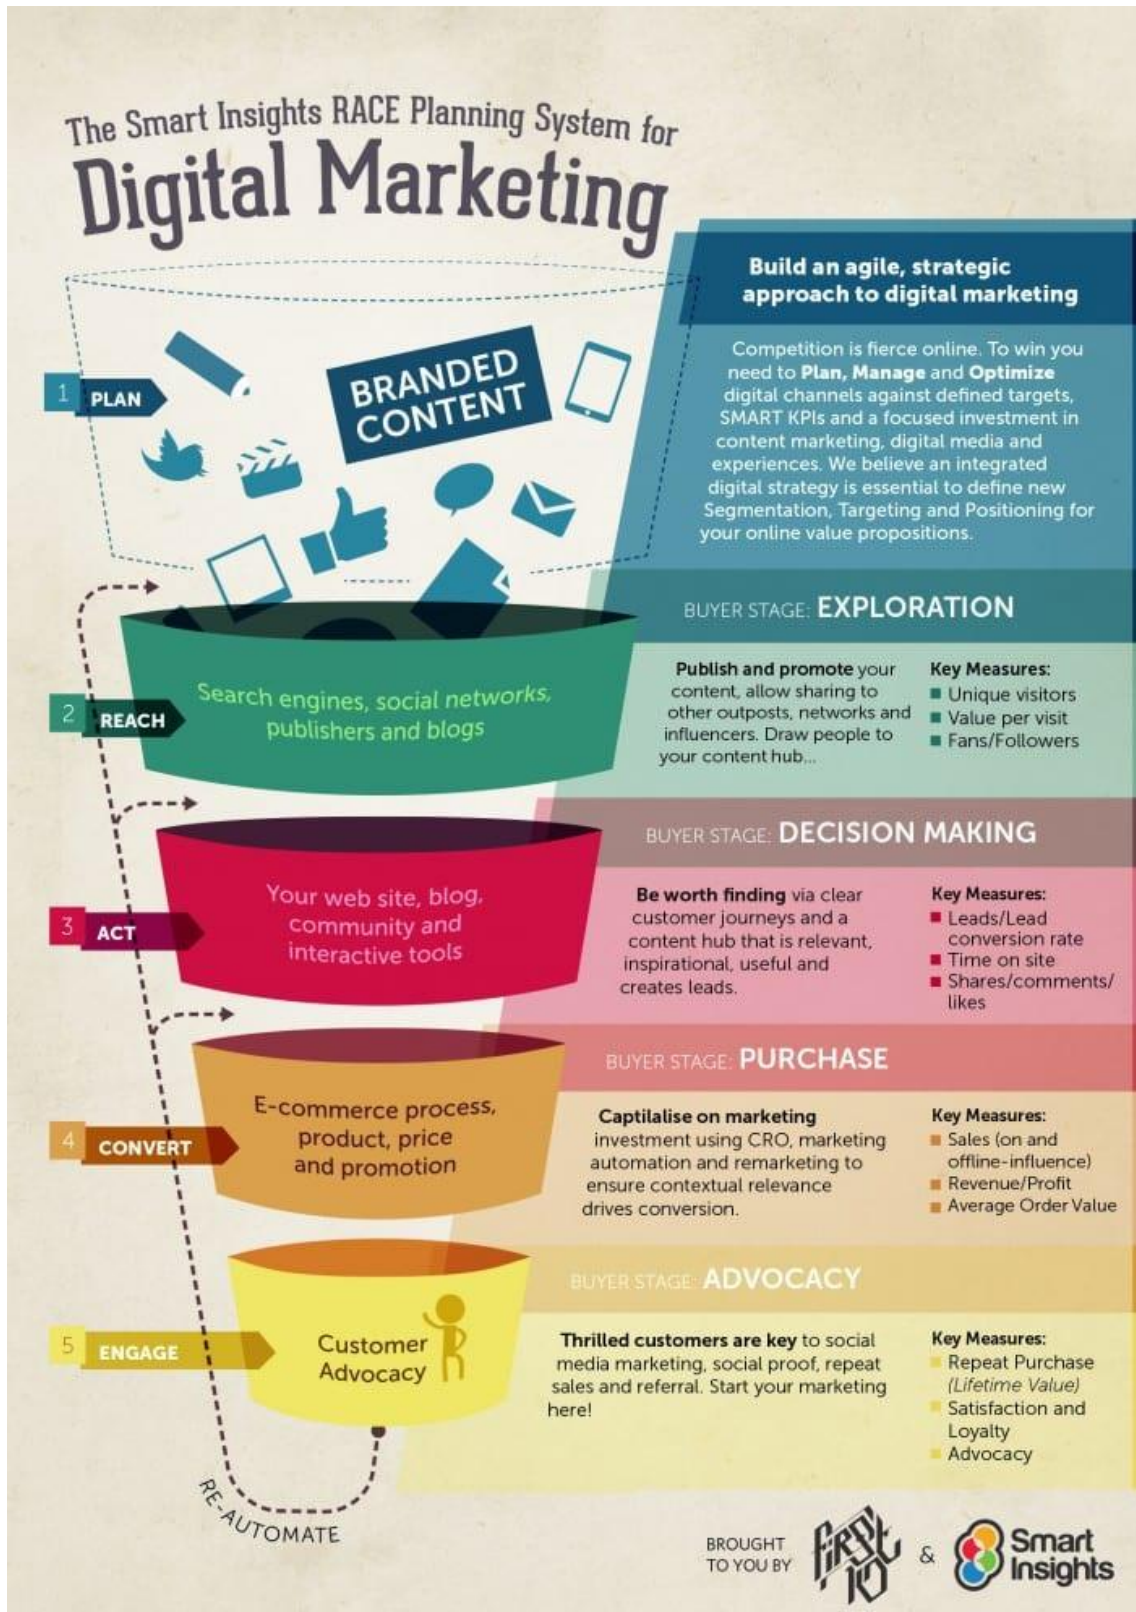 The Smart Insights RACE Planning System for
Digital Marketing
Build an agile, strategic
approach to digital marketing
Competition is fierce online. To win you
need to Plan, Manage and Optimize
digital channels against defined targets,
SMART KPIs and a focused investment in
content marketing, digital media and
experiences. We believe an integrated
digital strategy is essential to define new
Segmentation, Targeting and Positioning for
your online value propositions.
1 PLAN
BRANDED
CONTENT
BUYER STAGE: EXPLORATION
2 REACH
Search engines, social networks,
publishers and blogs
Publish and promote your
content, allow sharing to
other outposts, networks and
influencers. Draw people to
your content hub...
Key Measures:
Unique visitors
Value per visit
Fans/Followers
BUYER STAGE: DECISION MAKING
3 ACT
Your web site, blog,
community and
interactive tools
Be worth finding via clear
customer journeys and a
content hub that is relevant,
inspirational, useful and
creates leads.
Key Measures:
Leads/Lead
conversion rate
Time on site
Shares/comments/
likes
BUYER STAGE: PURCHASE
4 CONVERT
E-commerce process,
product, price
and promotion
Captilalise on marketing
investment using CRO, marketing
automation and remarketing to
ensure contextual relevance
drives conversion.
Key Measures:
Sales (on and
offline-influence)
Revenue/Profit
Average Order Value
BUYER STAGE: ADVOCACY
5 ENGAGE
Customer
Advocacy
Thrilled customers are key to social
media marketing, social proof, repeat
sales and referral. Start your marketing
here!
Key Measures:
Repeat Purchase
(Lifetime Value)
Satisfaction and
Loyalty
Advocacy
RE-AUTOMATE
BROUGHT
TO YOU BY
FIRST
10
&
Smart
Insights